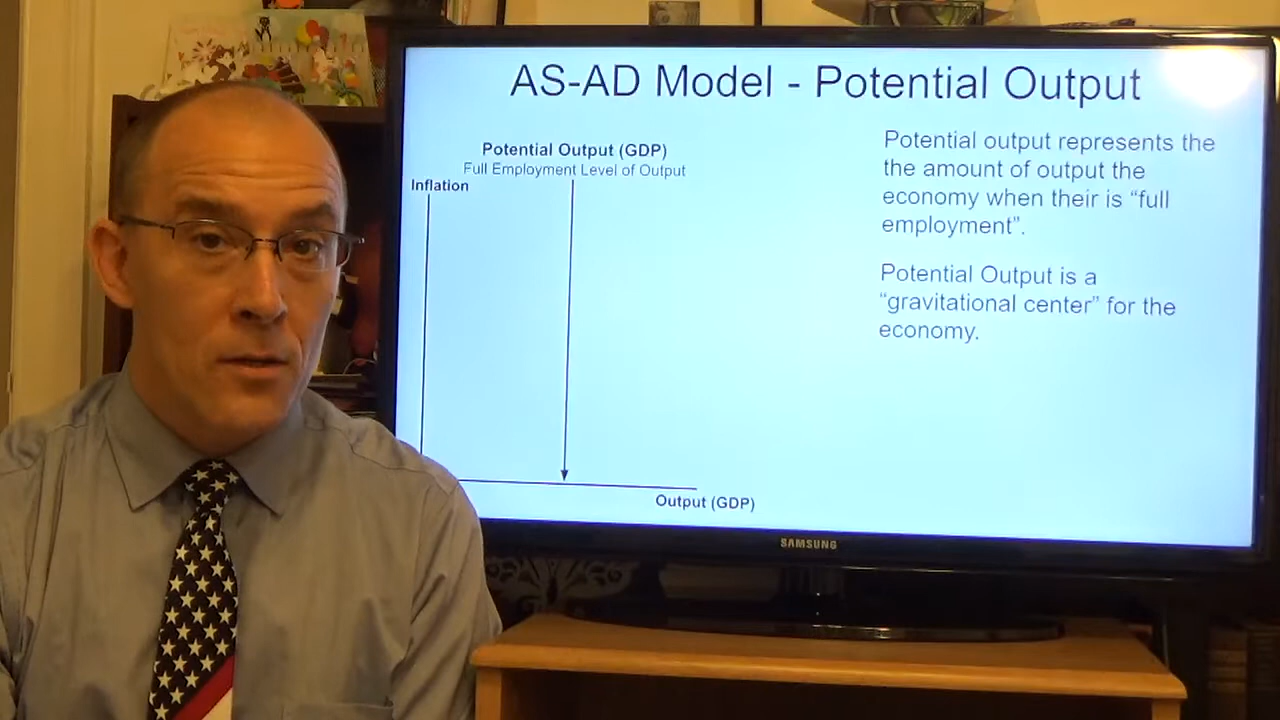 AS-AD Model - Potential Output
Potential Output (GDP)
Full Employment Level of Output
Inflation
Output (GDP)
Potential output represents the
the amount of output the
economy when their is “full
employment”.
Potential Output is a
“gravitational center” for the
economy.
SAMSUNG